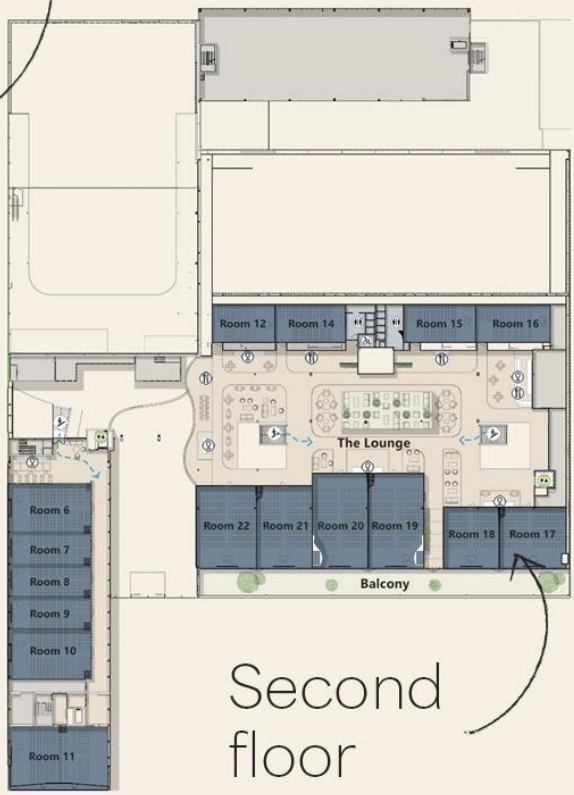 Room 12
Room 14
Room 15
Room 16
The Lounge
Room 6
Room 7
Room 8
Room 9
Room 10
Room 11
Room 22
Room 21
Room 20
Room 19
Room 18
Room 17
Balcony
Second
floor